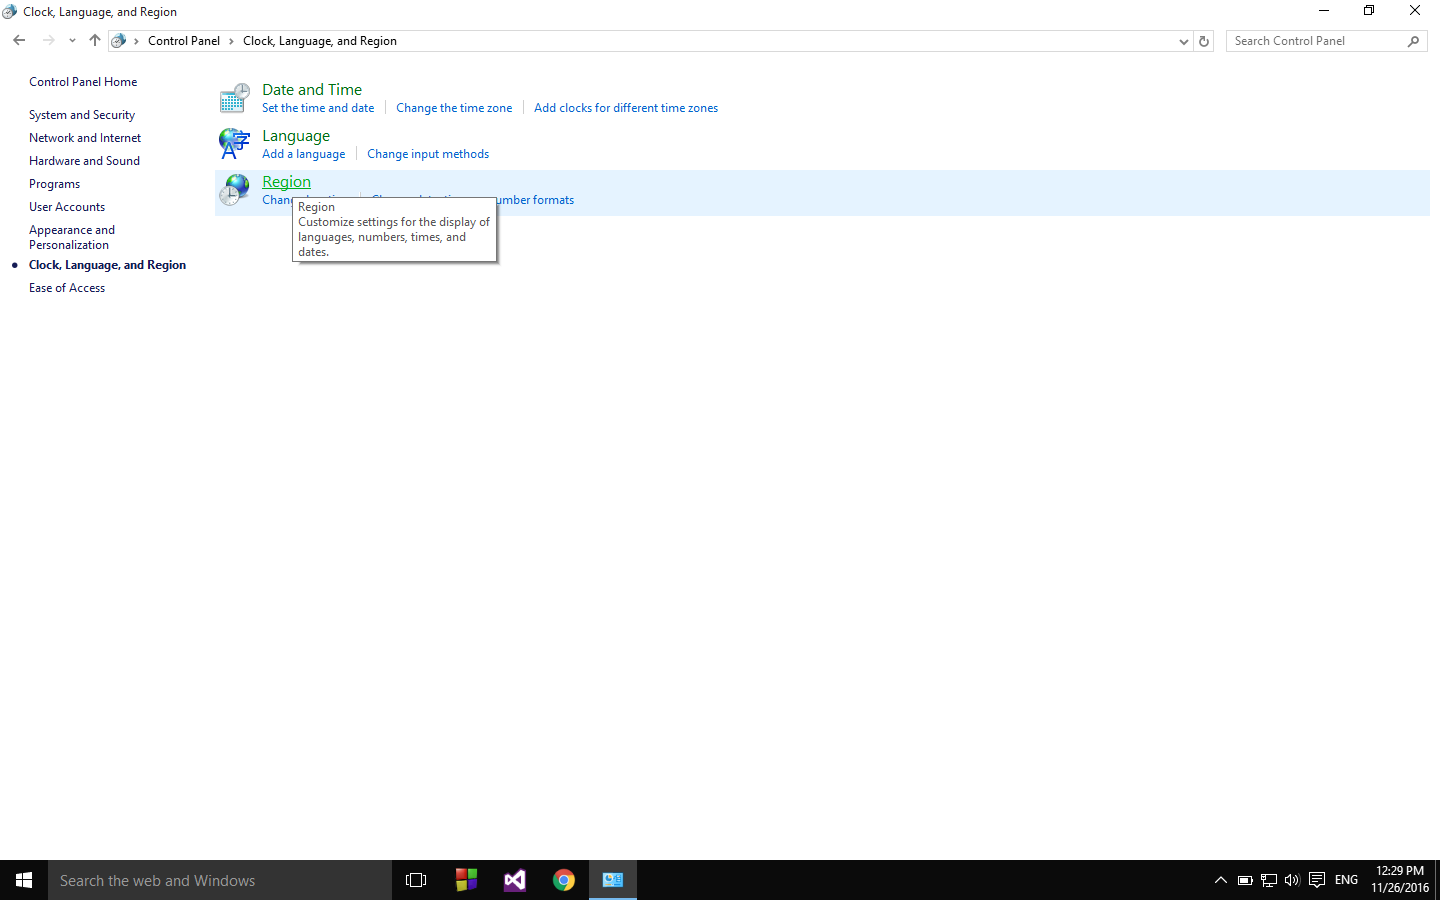 Clock, Language, and Region
Control Panel
Clock, Language, and Region
Search Control Panel
Control Panel Home
System and Security
Network and Internet
Hardware and Sound
Programs
User Accounts
Appearance and
Personalization
Clock, Language, and Region
Ease of Access
Date and Time
Set the time and date
Change the time zone
Add clocks for different time zones
Language
Add a language
Change input methods
Region
formats
Region
Customize settings for the display of
languages, numbers, times, and
dates.
Search the web and Windows
ENG
12:29 PM
11/26/2016